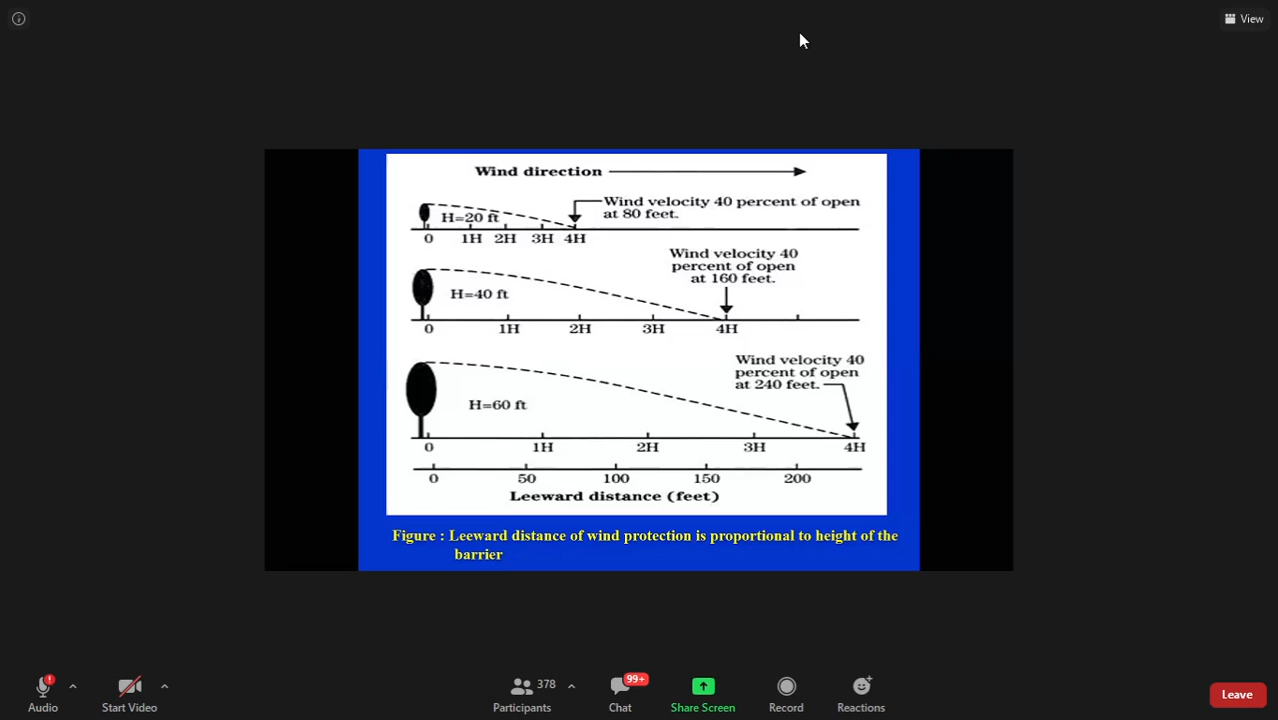 View
Wind direction
Wind velocity 40 percent of open
at 80 feet.
H=20 ft
0 1H 2H 3H 4H
Wind velocity 40
percent of open
at 160 feet.
H=40 ft
0 1H 2H 3H 4H
Wind velocity 40
percent of open
at 240 feet.
H=60 ft
0 1H 2H 3H 4H
0 50 100 150 200
Leeward distance (feet)
Figure : Leeward distance of wind protection is proportional to height of the
barrier
378 99+
Audio Start Video Participants Chat Share Screen Record Reactions Leave